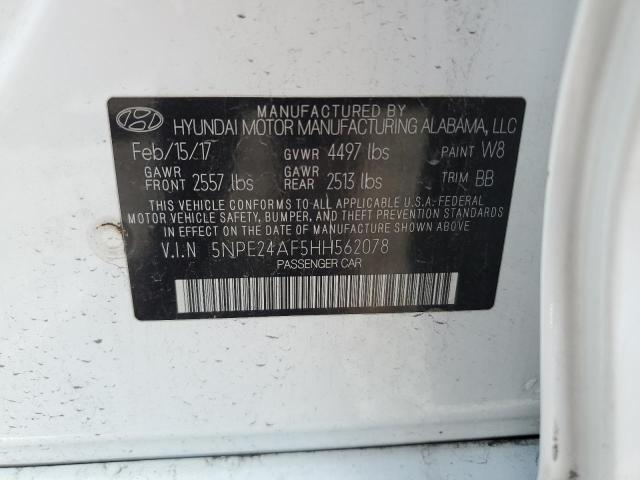 MANUFACTURED BY
HYUNDAI MOTOR MANUFACTURING ALABAMA, LLC
Feb/15/17 GVWR 4497 lbs PAINT W8
GAWR FRONT 2557 lbs GAWR REAR 2513 lbs TRIM BB
THIS VEHICLE CONFORMS TO ALL APPLICABLE U.S. FEDERAL
MOTOR VEHICLE SAFETY, BUMPER, AND THEFT PREVENTION STANDARDS
IN EFFECT ON THE DATE OF MANUFACTURE SHOWN ABOVE.
V.I.N 5NPE24AF5HH562078
PASSENGER CAR